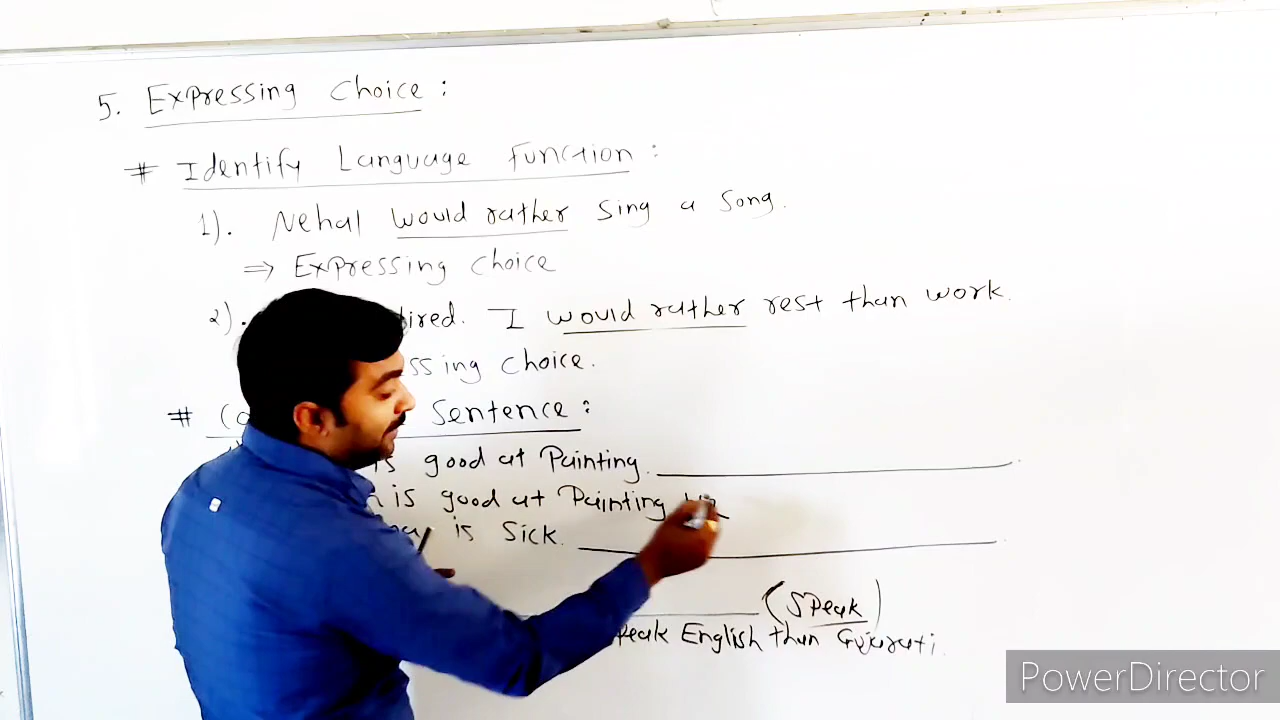 5. Expressing Choice :
# Identify Language Function :
1). Nehal would rather sing a song.
⇒ Expressing choice
2). tired. I would rather rest than work.
ssing choice.
# Sentence :
is good at Painting.
is good at Painting
is Sick.
(Speak)
speak English than Gujarati.
PowerDirector